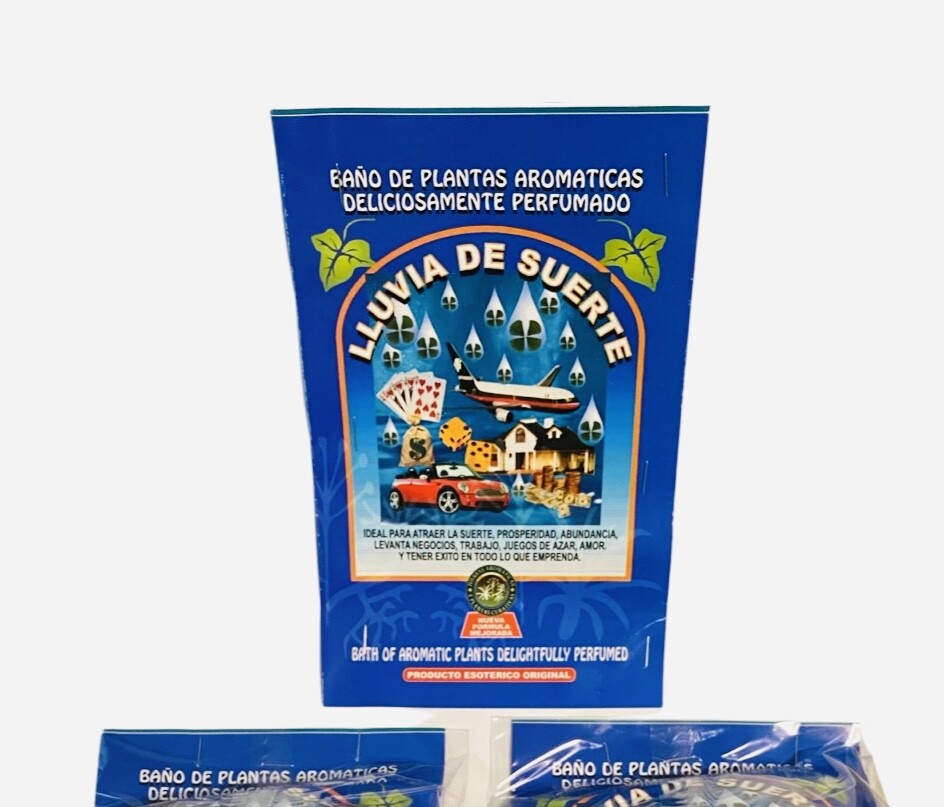 BAÑO DE PLANTAS AROMATICAS
DELICIOSAMENTE PERFUMADO
LLUVIA DE SUERTE
IDEAL PARA ATRAER LA SUERTE, PROSPERIDAD, ABUNDANCIA,
LEVANTA NEGOCIOS, TRABAJO, JUEGOS DE AZAR, AMOR.
Y TENER EXITO EN TODO LO QUE EMPRENDA.
NUEVA
FORMULA
MEJORADA
BATH OF AROMATIC PLANTS DELIGHTFULLY PERFUMED
PRODUCTO ESOTERICO ORIGINAL
BAÑO DE PLANTAS AROMATICAS
BAÑO DE PLANTAS AROMATICAS
DE SUERTE